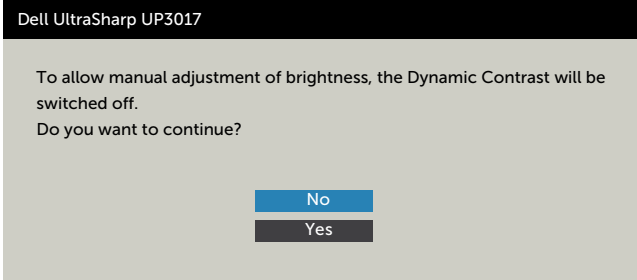 Dell UltraSharp UP3017
To allow manual adjustment of brightness, the Dynamic Contrast will be
switched off.
Do you want to continue?
No
Yes